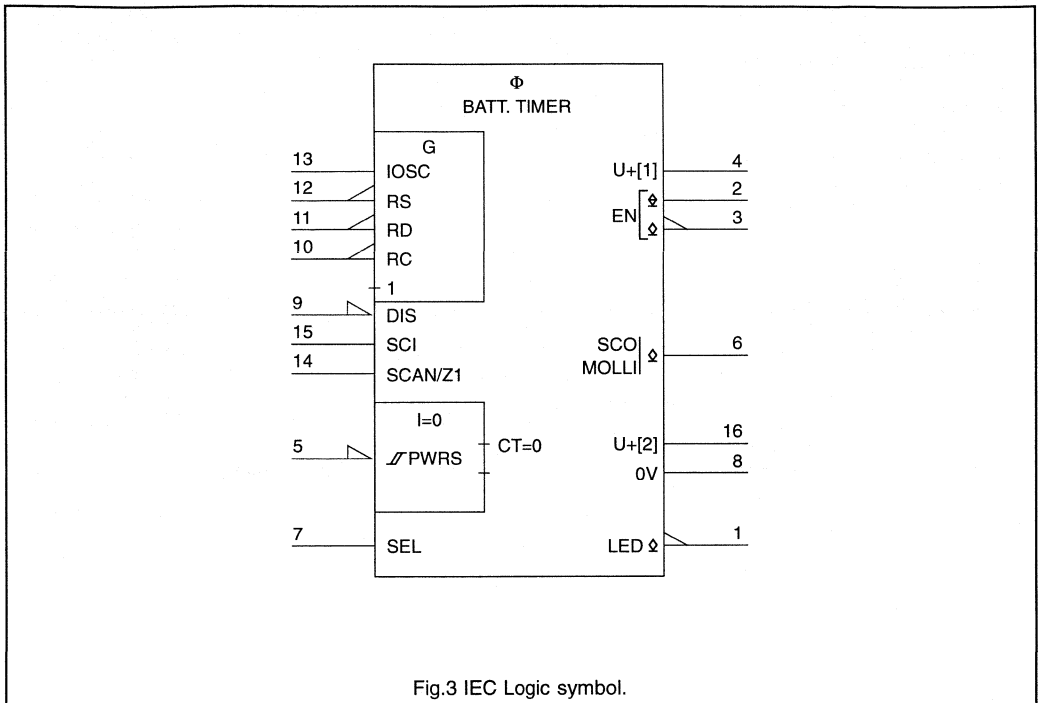 Φ
BATT. TIMER
G
13 IOSC
12 RS
11 RD
10 RC
1
9 DIS
15 SCI
14 SCAN/Z1
I=0
5 PWRS
CT=0
7 SEL
U+[1] 4
EN 2
3
SCO 6
MOLLI
U+[2] 16
0V 8
LED 1
Fig.3 IEC Logic symbol.